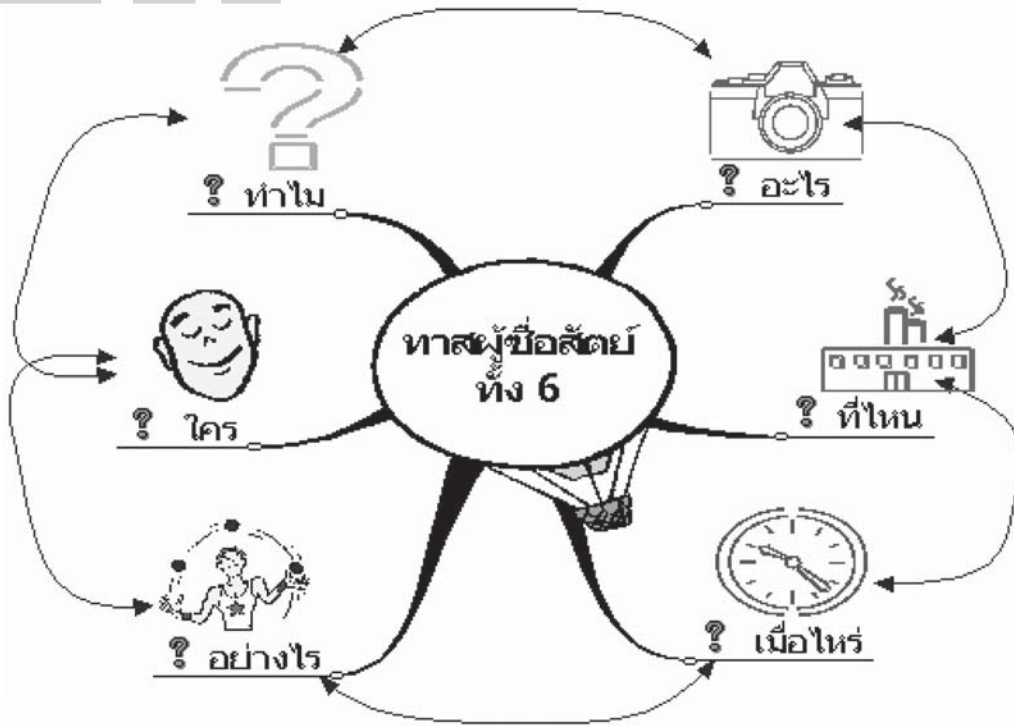 ? ทำไม
? อะไร
ทาสผู้ซื่อสัตย์
ทั้ง 6
? ใคร
? ที่ไหน
? อย่างไร
? เมื่อไหร่